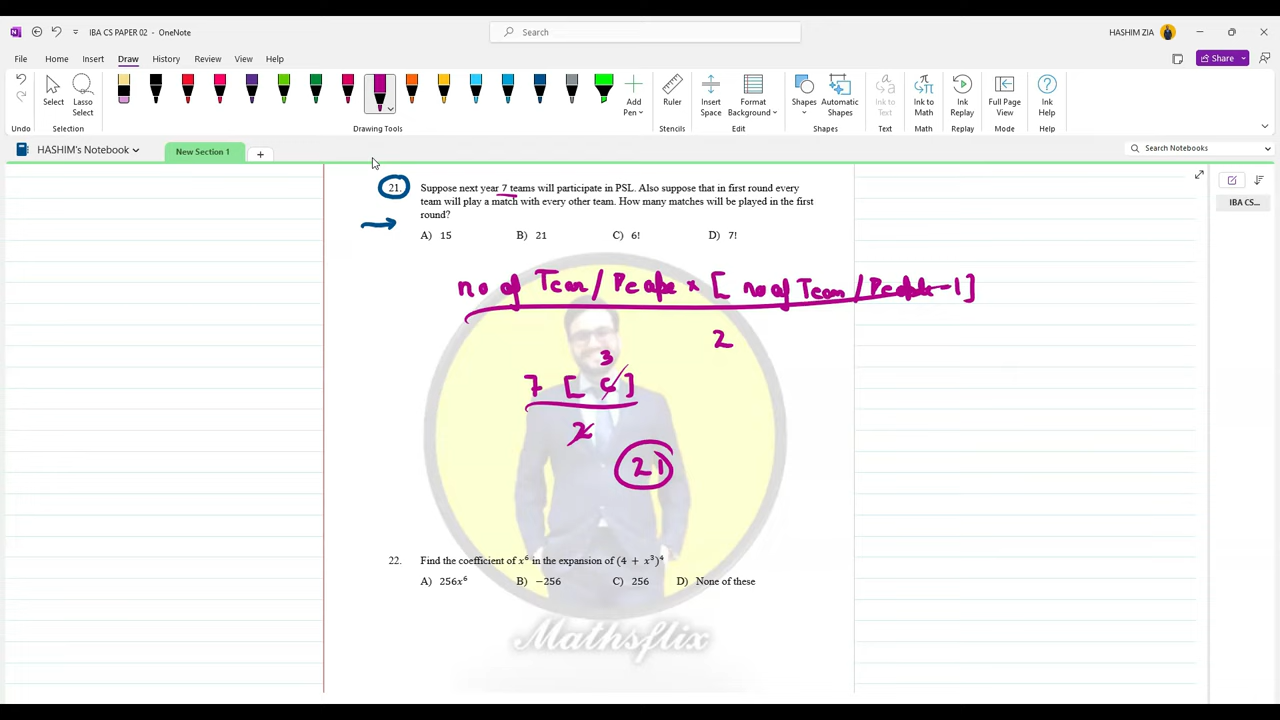 IBA CS PAPER 02 - OneNote
Search
HASHIM ZIA
File Home Insert Draw History Review View Help
Share
Select
Lasso Select
Add Pen
Ruler
Insert Space
Format Background
Shapes
Automatic Shapes
Ink to Text
Ink to Math
Ink Replay
Full Page View
Ink Help
Undo
Selection
Drawing Tools
Stencils
Edit
Shapes
Text
Math
Replay
Mode
Help
HASHIM's Notebook
New Section 1
+
Search Notebooks
IBA CS...
21. Suppose next year 7 teams will participate in PSL. Also suppose that in first round every
team will play a match with every other team. How many matches will be played in the first
round?
A) 15 B) 21 C) 6! D) 7!
no of Team / People × [ no of Team / People - 1]
2
3
7 [ 6 ]
2
21
22. Find the coefficient of x⁶ in the expansion of (4 + x³)⁴
A) 256x⁶ B) −256 C) 256 D) None of these
Mathsflix